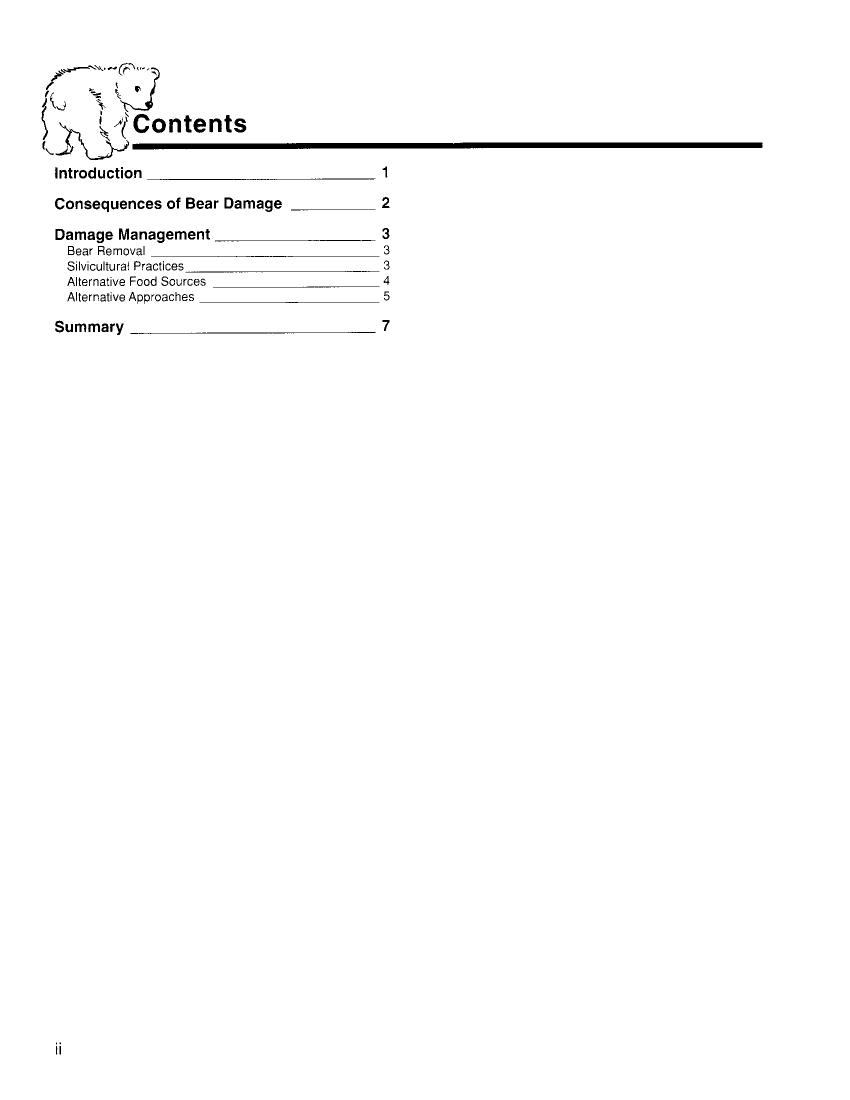 Contents
Introduction 1
Consequences of Bear Damage 2
Damage Management 3
Bear Removal 3
Silvicultural Practices 3
Alternative Food Sources 4
Alternative Approaches 5
Summary 7
ii